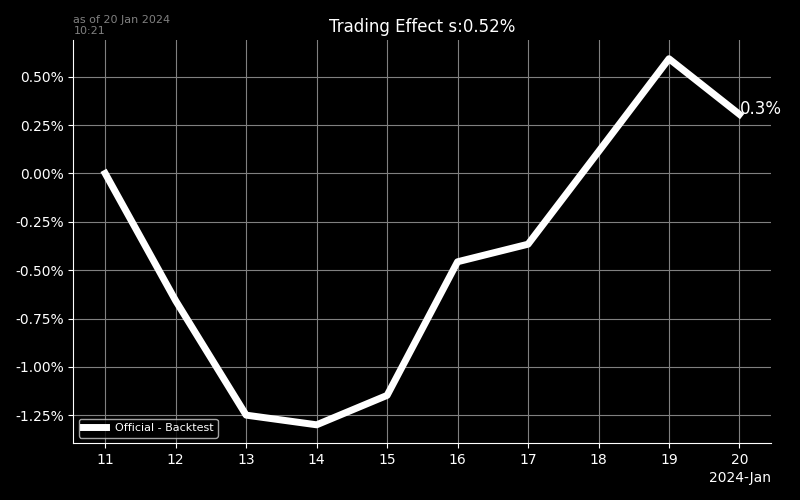 as of 20 Jan 2024
10:21
Trading Effect s:0.52%
0.50%
0.25%
0.00%
-0.25%
-0.50%
-0.75%
-1.00%
-1.25%
0.3%
Official - Backtest
11 12 13 14 15 16 17 18 19 20
2024-Jan